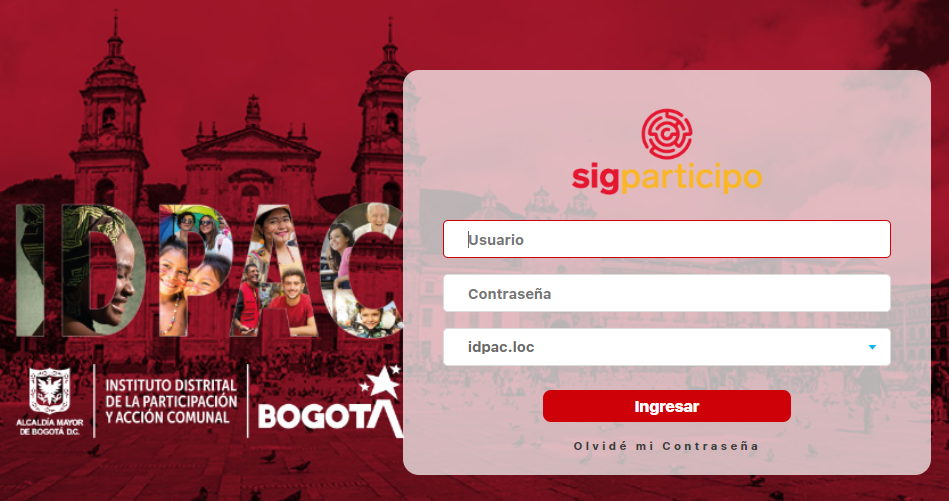 IDPAC
ALCALDÍA MAYOR
DE BOGOTÁ D.C.
INSTITUTO DISTRITAL
DE LA PARTICIPACIÓN
Y ACCIÓN COMUNAL
BOGOTÁ
sigparticipo
Usuario
Contraseña
idpac.loc
Ingresar
Olvidé mi Contraseña